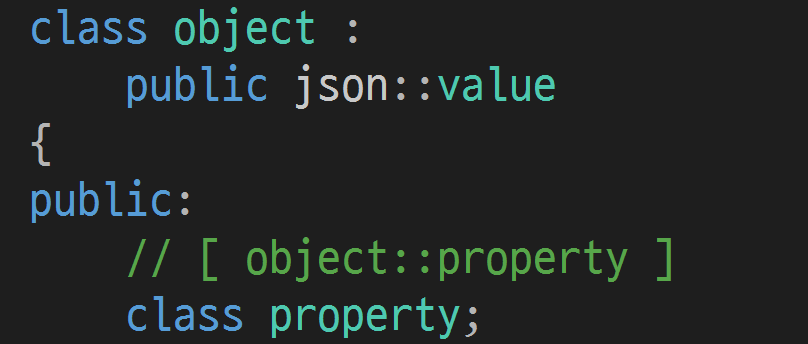 class object :
    public json::value
{
public:
    // [ object::property ]
    class property;